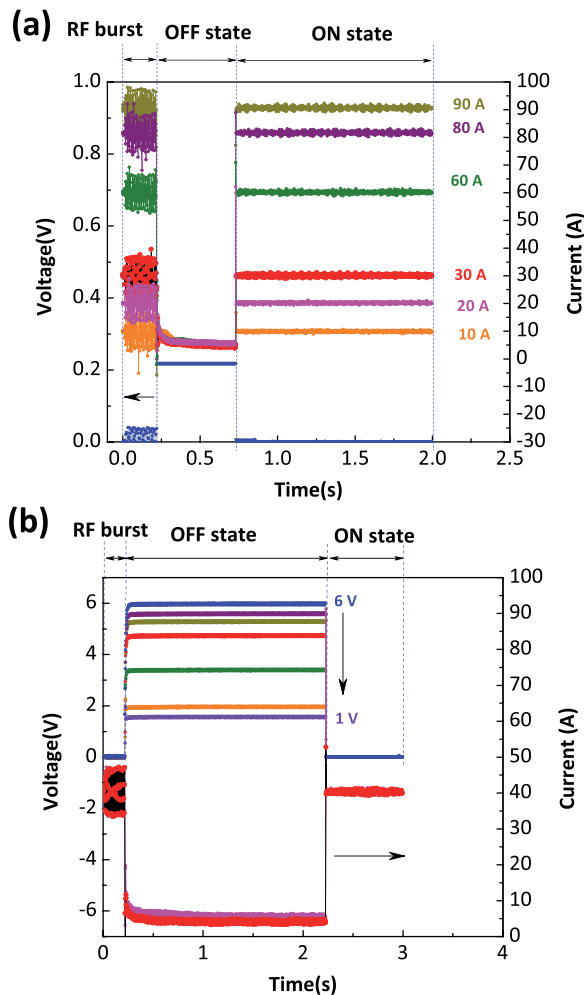 (a)
RF burst OFF state ON state
1.0 100
90 A 90
0.8 80 A 80
70
0.6 60 A 60
50
40
0.4 30 A 30
20 A 20
10 A 10
0.2 0
-10
-20
0.0 -30
0.0 0.5 1.0 1.5 2.0 2.5
Voltage(V)
Current (A)
Time(s)
(b)
RF burst OFF state ON state
100
6 6 V 90
4 80
70
2 1 V 60
0 50
-2 40
30
-4 20
10
-6 0
0 1 2 3 4
Voltage(V)
Current (A)
Time(s)